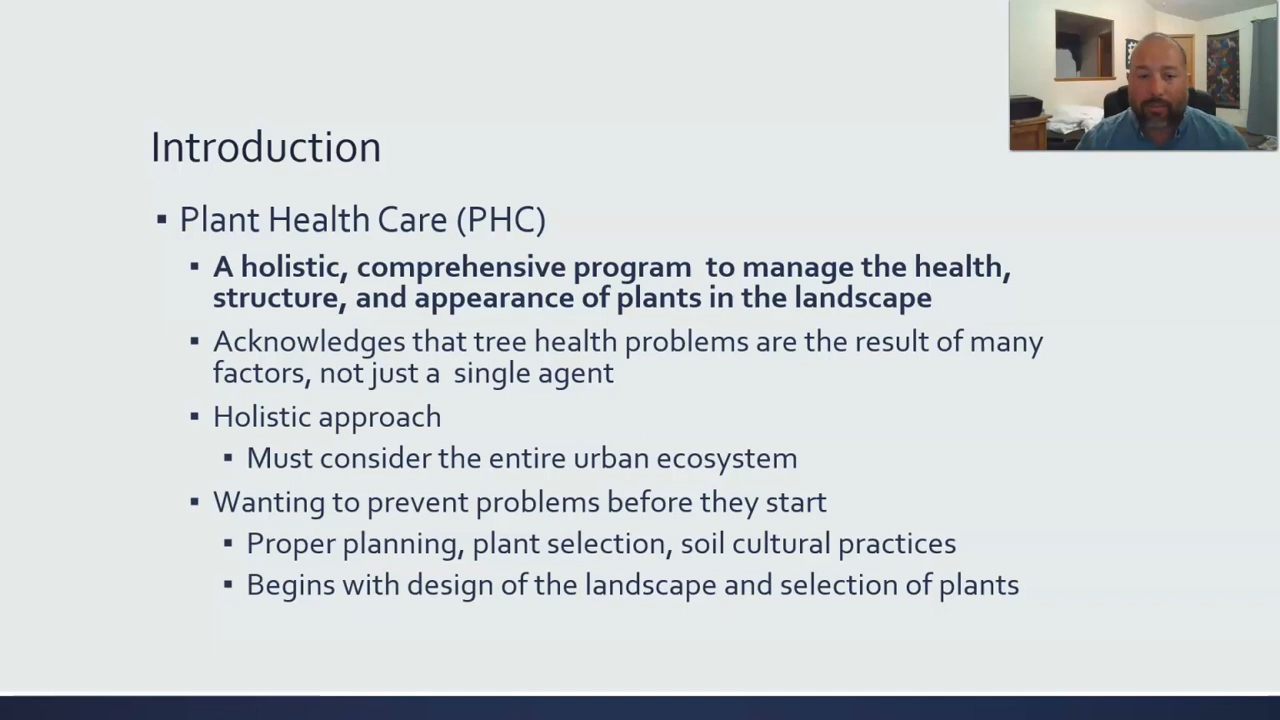 Introduction
▪ Plant Health Care (PHC)
▪ A holistic, comprehensive program  to manage the health,
structure, and appearance of plants in the landscape
▪ Acknowledges that tree health problems are the result of many
factors, not just a  single agent
▪ Holistic approach
▪ Must consider the entire urban ecosystem
▪ Wanting to prevent problems before they start
▪ Proper planning, plant selection, soil cultural practices
▪ Begins with design of the landscape and selection of plants